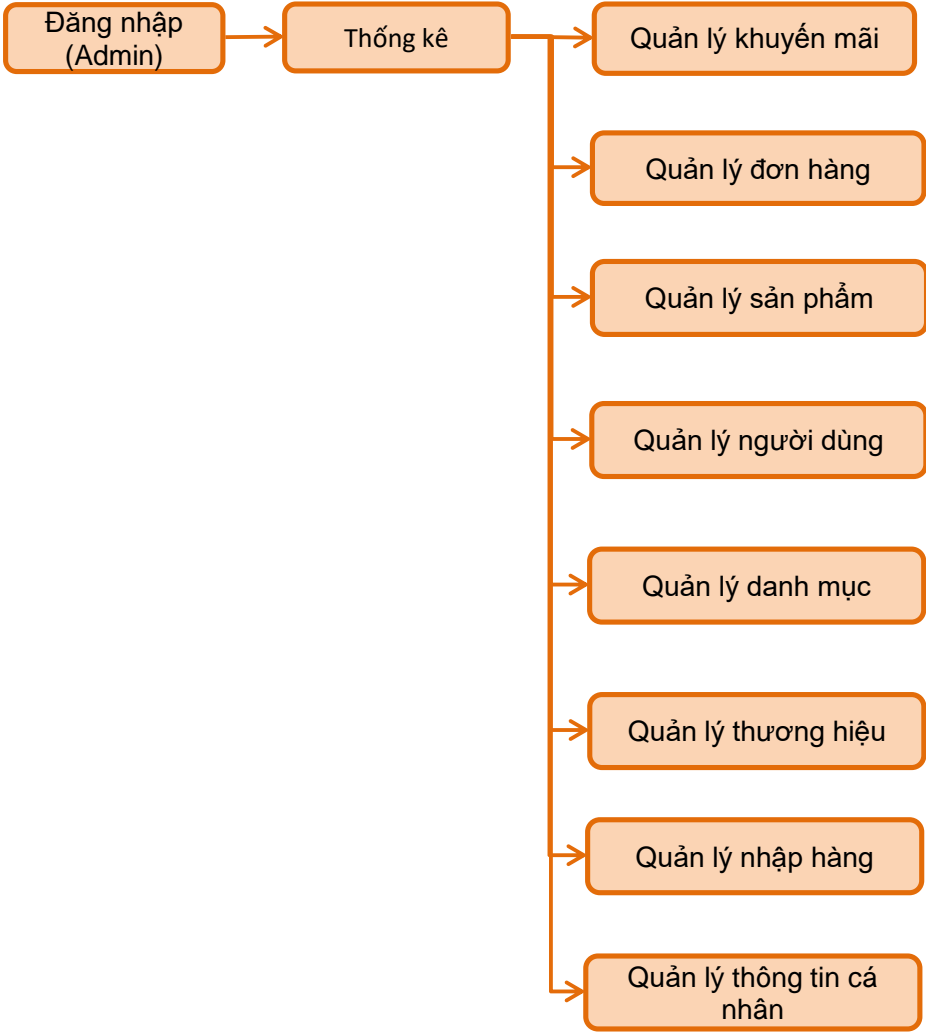 Đăng nhập
(Admin)
Thống kê
Quản lý khuyến mãi
Quản lý đơn hàng
Quản lý sản phẩm
Quản lý người dùng
Quản lý danh mục
Quản lý thương hiệu
Quản lý nhập hàng
Quản lý thông tin cá
nhân